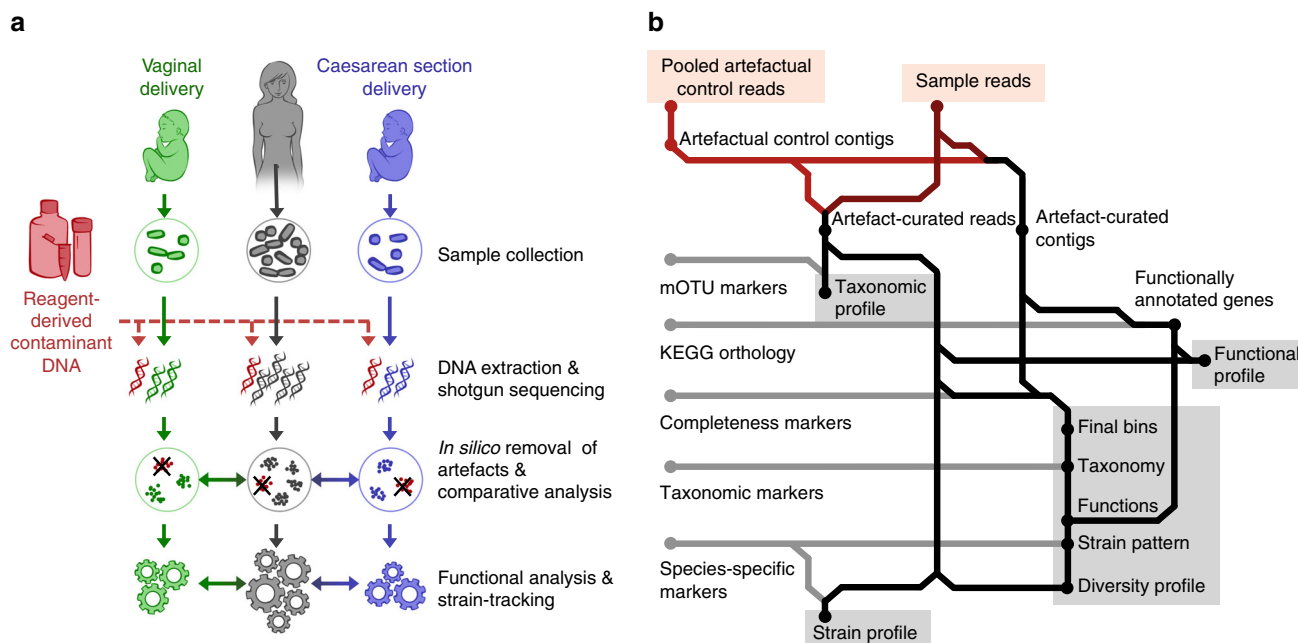 a
Vaginal
delivery
Caesarean section
delivery
Sample collection
Reagent-
derived
contaminant
DNA
DNA extraction &
shotgun sequencing
In silico removal of
artefacts &
comparative analysis
Functional analysis &
strain-tracking
b
Pooled artefactual
control reads
Sample reads
Artefactual control contigs
Artefact-curated reads
Artefact-curated
contigs
mOTU markers
Taxonomic
profile
Functionally
annotated genes
KEGG orthology
Functional
profile
Completeness markers
Final bins
Taxonomic markers
Taxonomy
Functions
Species-specific
markers
Strain pattern
Diversity profile
Strain profile